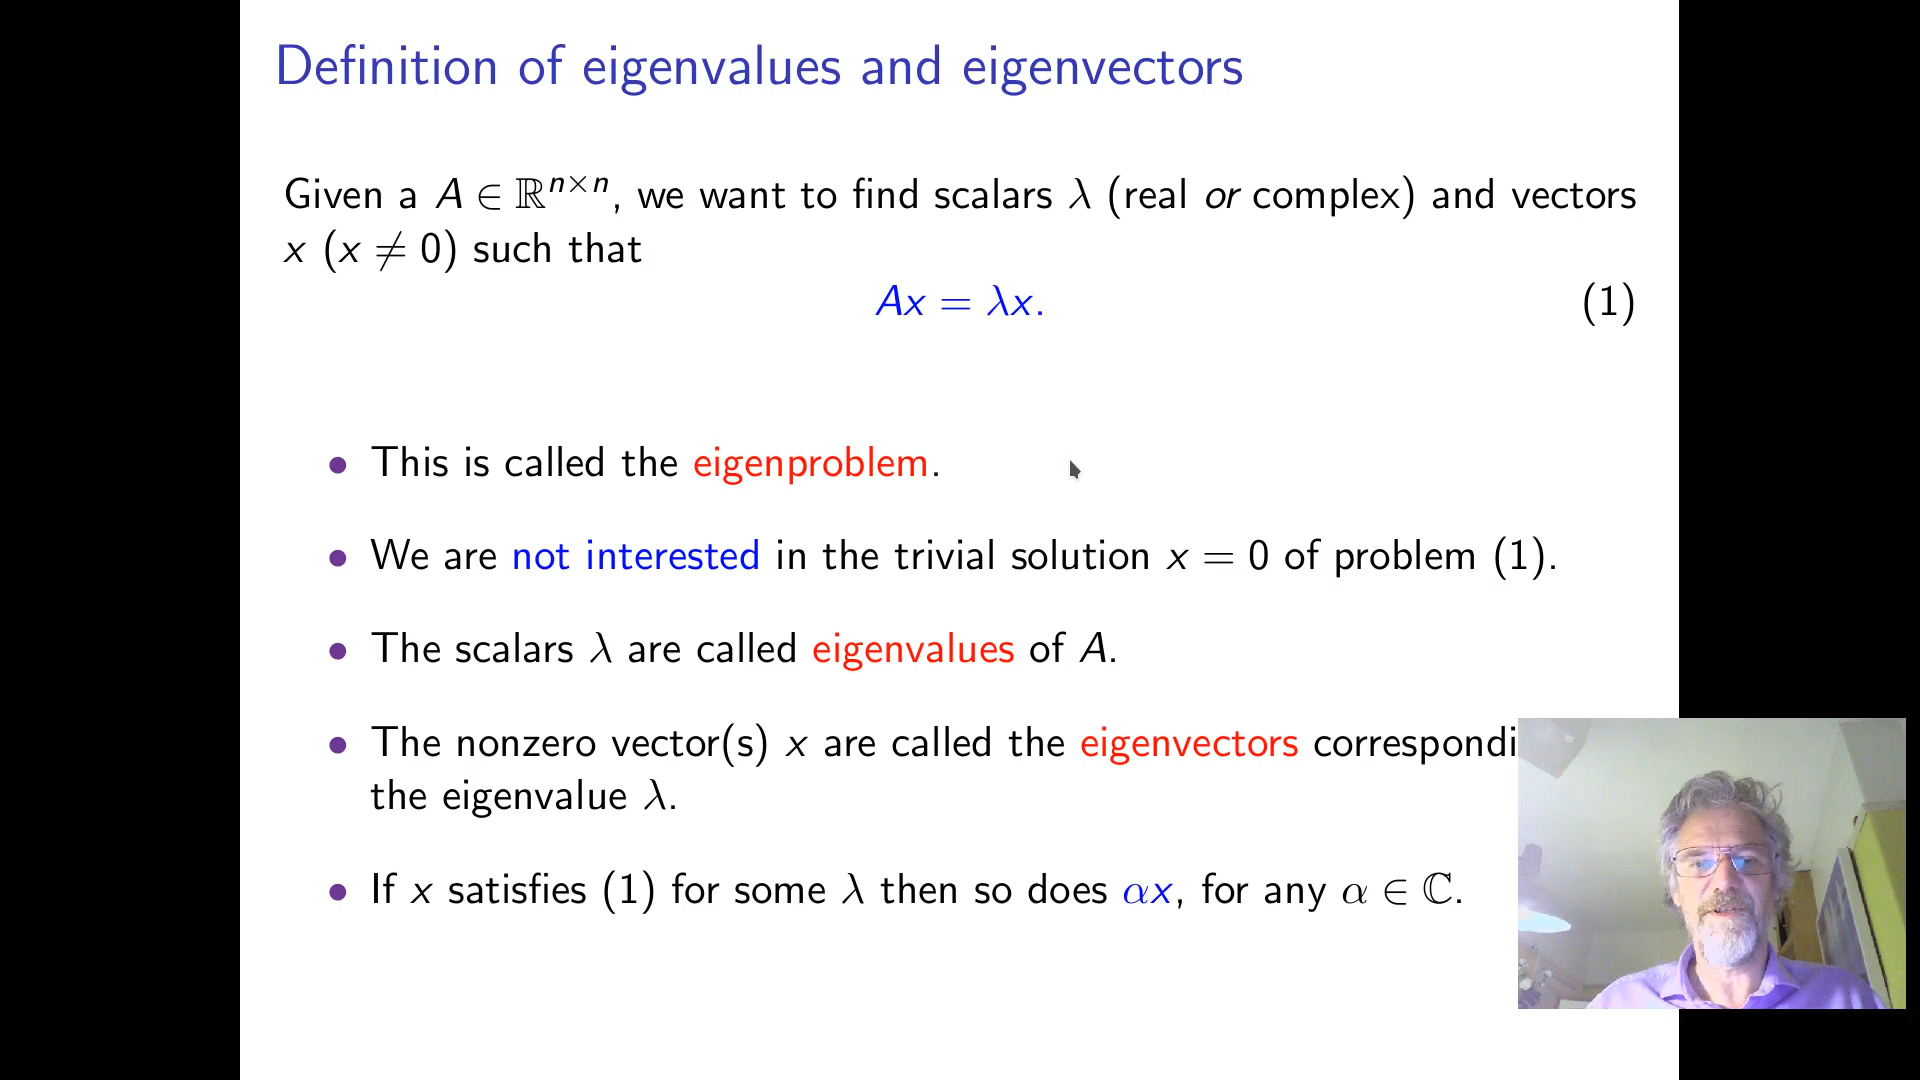 Definition of eigenvalues and eigenvectors
Given a A ∈ ℝⁿˣⁿ, we want to find scalars λ (real or complex) and vectors
x (x ≠ 0) such that
Ax = λx. (1)
• This is called the eigenproblem.
• We are not interested in the trivial solution x = 0 of problem (1).
• The scalars λ are called eigenvalues of A.
• The nonzero vector(s) x are called the eigenvectors
the eigenvalue λ.
• If x satisfies (1) for some λ then so does αx, for any α ∈ ℂ.